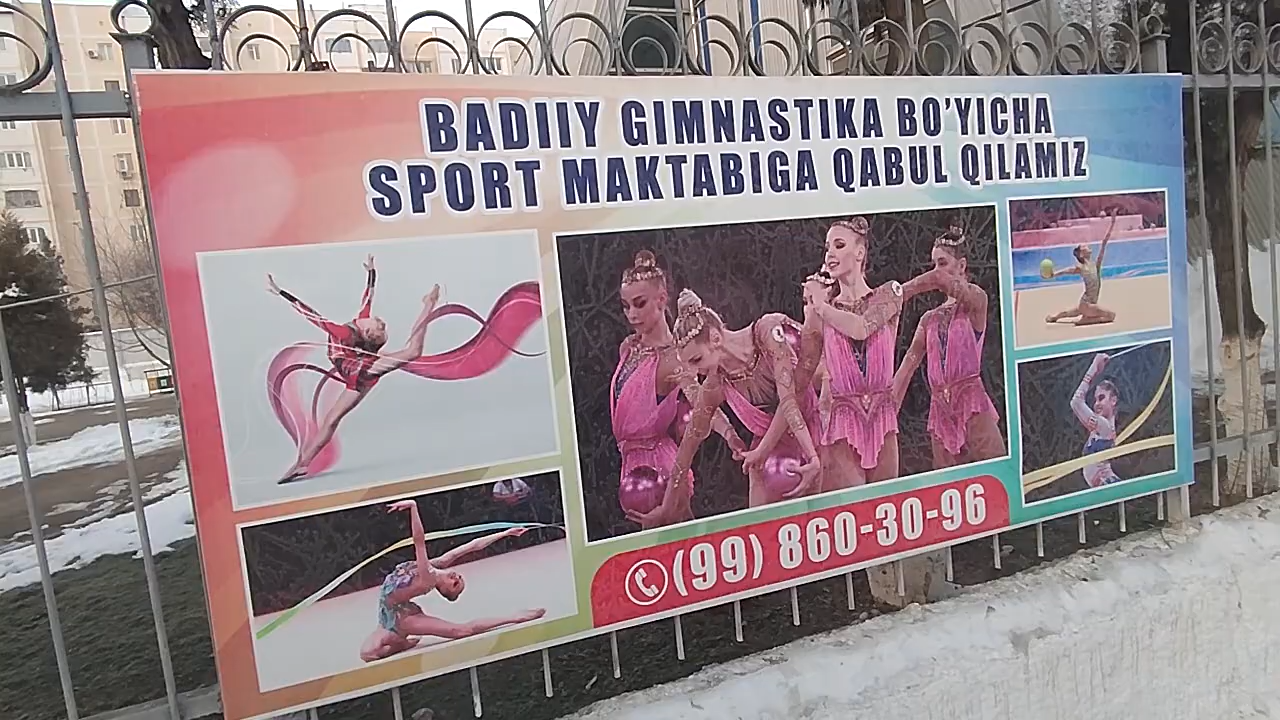 BADIIY GIMNASTIKA BO'YICHA
SPORT MAKTABIGA QABUL QILAMIZ
(99) 860-30-96